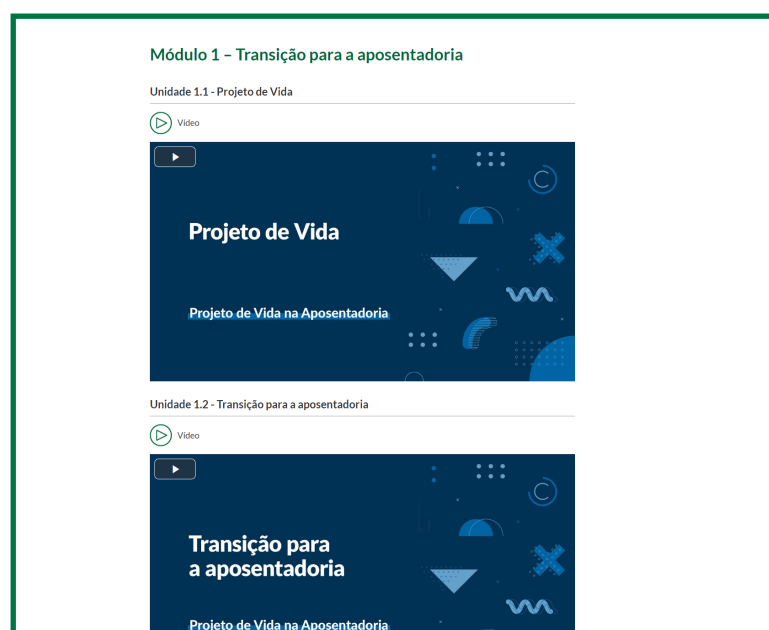 Módulo 1 – Transição para a aposentadoria
Unidade 1.1 - Projeto de Vida
Vídeo
Projeto de Vida
Projeto de Vida na Aposentadoria
Unidade 1.2 - Transição para a aposentadoria
Vídeo
Transição para
a aposentadoria
Projeto de Vida na Aposentadoria